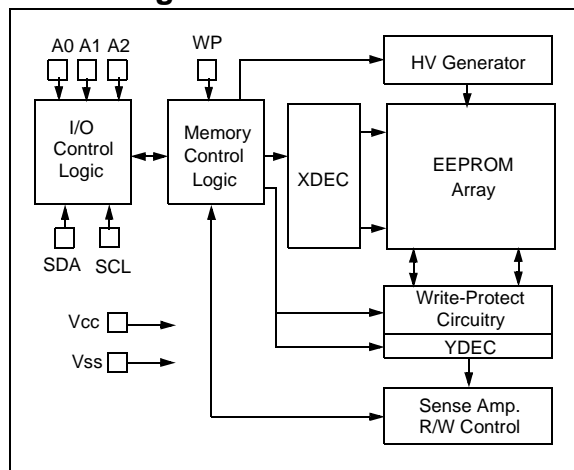 A0 A1 A2
WP
HV Generator
I/O
Control
Logic
Memory
Control
Logic
XDEC
EEPROM
Array
SDA
SCL
Write-Protect
Circuitry
YDEC
Vcc
Vss
Sense Amp.
R/W Control